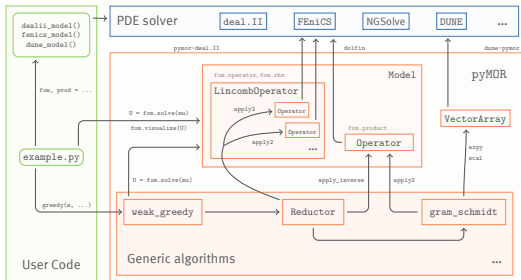 dealii_model()
fenics_model()
dune_model()
PDE solver
deal.II
FEniCS
NGSolve
DUNE
...
pymor-deal.II
dolfin
dune-pymor
fom.operator,fom.rhs
Model
pyMOR
LincombOperator
fom, prod = ...
apply2
Operator
VectorArray
U = fom.solve(mu)
fom.product
Operator
fom.visualize(U)
apply2
Operator
example.py
...
axpy
scal
U = fom.solve(mu)
apply_inverse
apply2
greedy(m, ...)
weak_greedy
Reductor
gram_schmidt
User Code
Generic algorithms
...